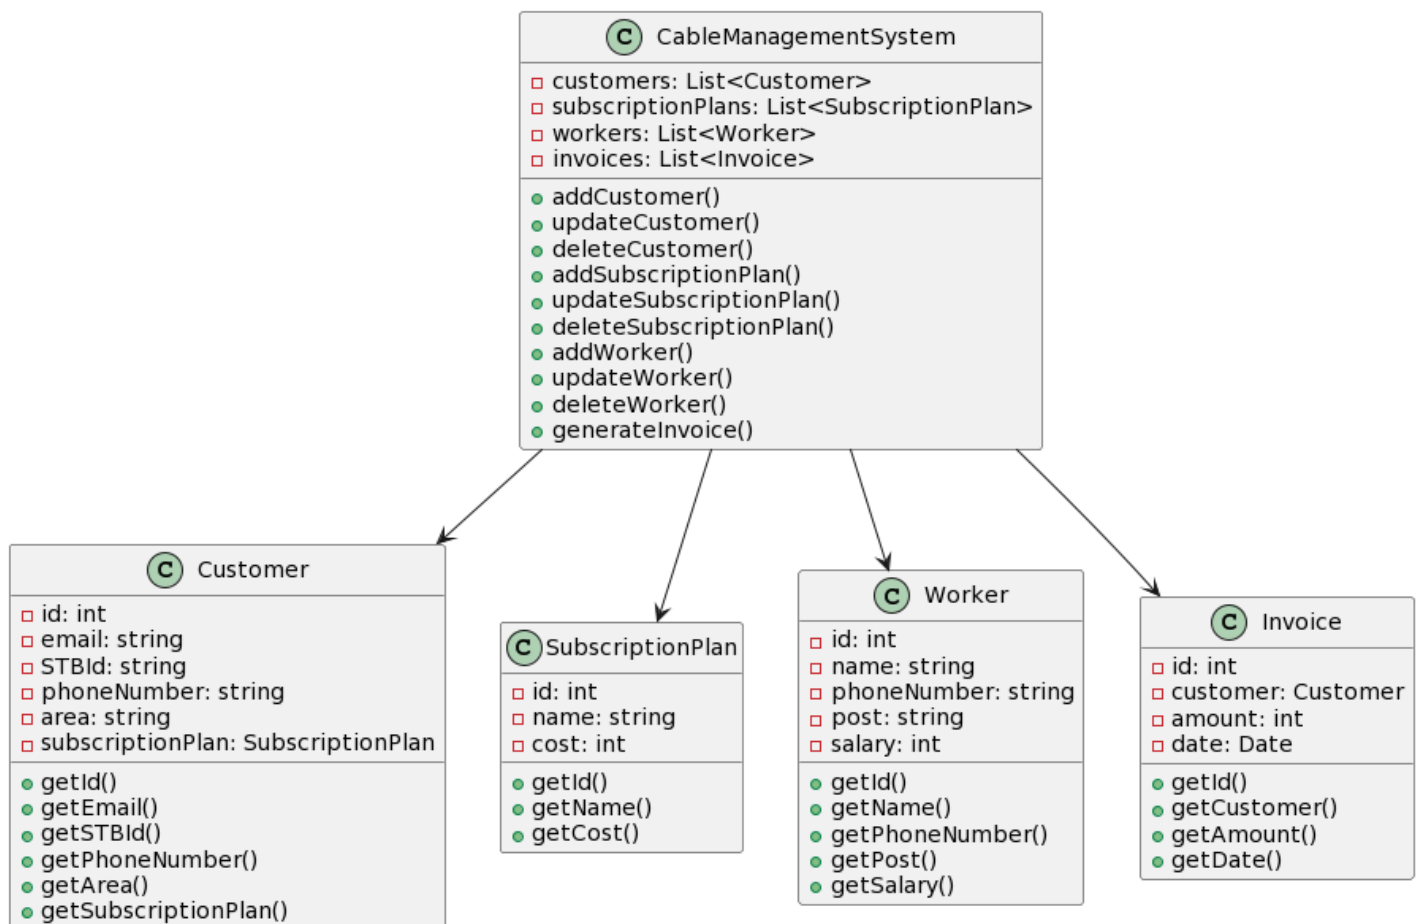 C CableManagementSystem
customers: List<Customer>
subscriptionPlans: List<SubscriptionPlan>
workers: List<Worker>
invoices: List<Invoice>
addCustomer()
updateCustomer()
deleteCustomer()
addSubscriptionPlan()
updateSubscriptionPlan()
deleteSubscriptionPlan()
addWorker()
updateWorker()
deleteWorker()
generateInvoice()
C Customer
id: int
email: string
STBId: string
phoneNumber: string
area: string
subscriptionPlan: SubscriptionPlan
getId()
getEmail()
getSTBId()
getPhoneNumber()
getArea()
getSubscriptionPlan()
C SubscriptionPlan
id: int
name: string
cost: int
getId()
getName()
getCost()
C Worker
id: int
name: string
phoneNumber: string
post: string
salary: int
getId()
getName()
getPhoneNumber()
getPost()
getSalary()
C Invoice
id: int
customer: Customer
amount: int
date: Date
getId()
getCustomer()
getAmount()
getDate()